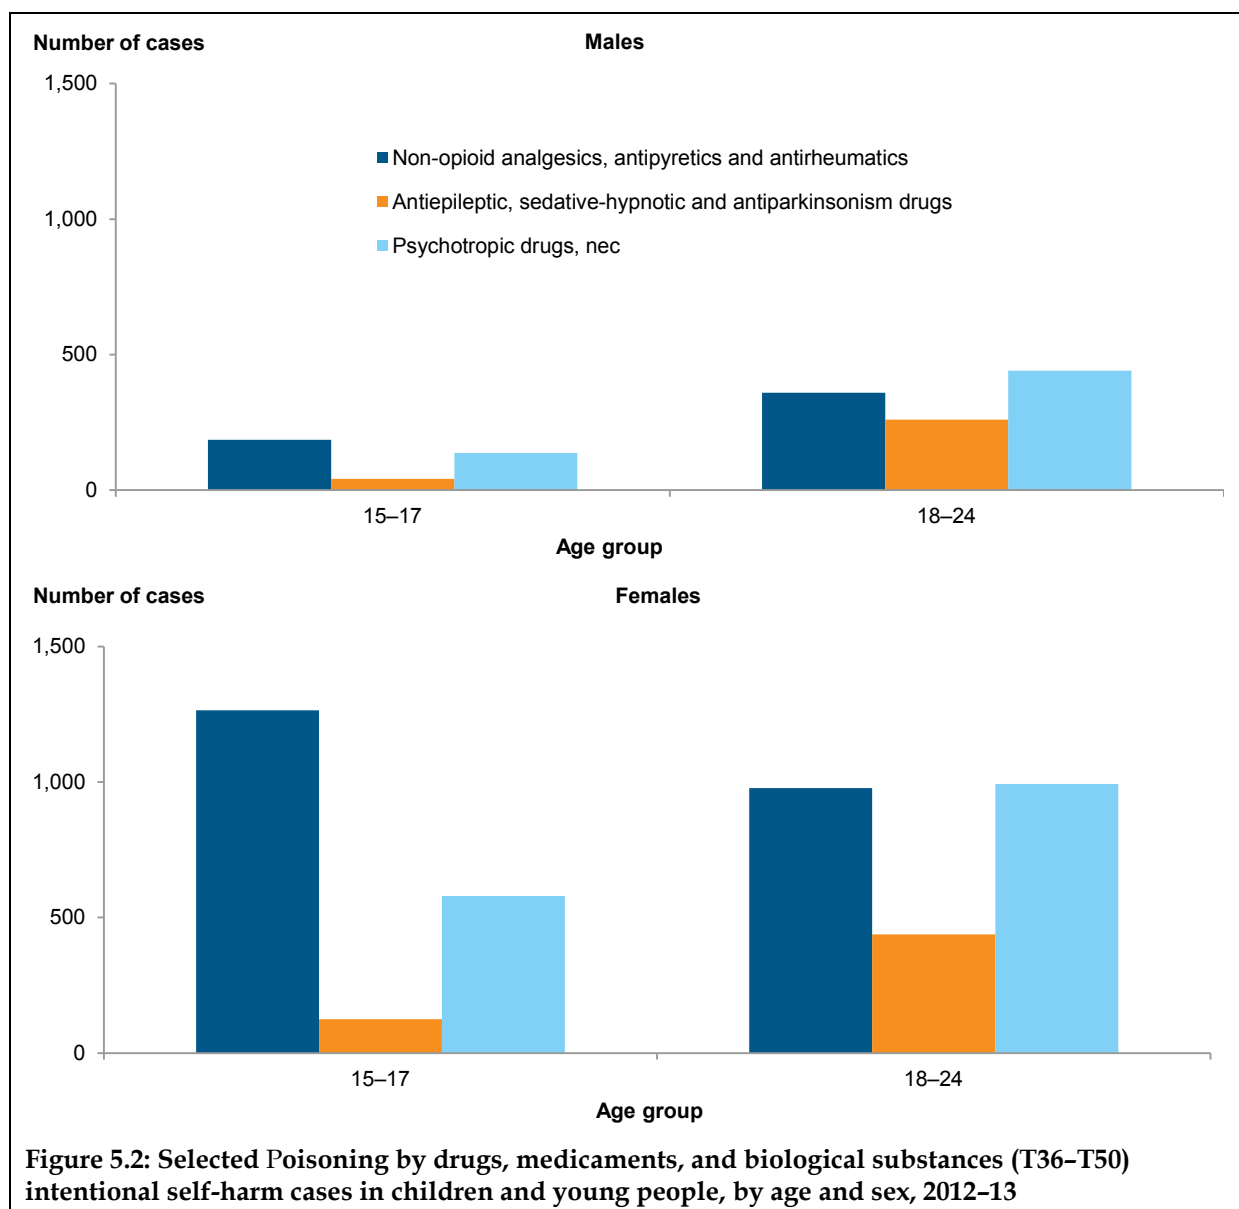 Number of cases
Males
1,500
Non-opioid analgesics, antipyretics and antirheumatics
Antiepileptic, sedative-hypnotic and antiparkinsonism drugs
1,000
Psychotropic drugs, nec
500
0
15–17
18–24
Age group
Number of cases
Females
1,500
1,000
500
0
15–17
18–24
Age group
Figure 5.2: Selected Poisoning by drugs, medicaments, and biological substances (T36–T50)
intentional self-harm cases in children and young people, by age and sex, 2012–13